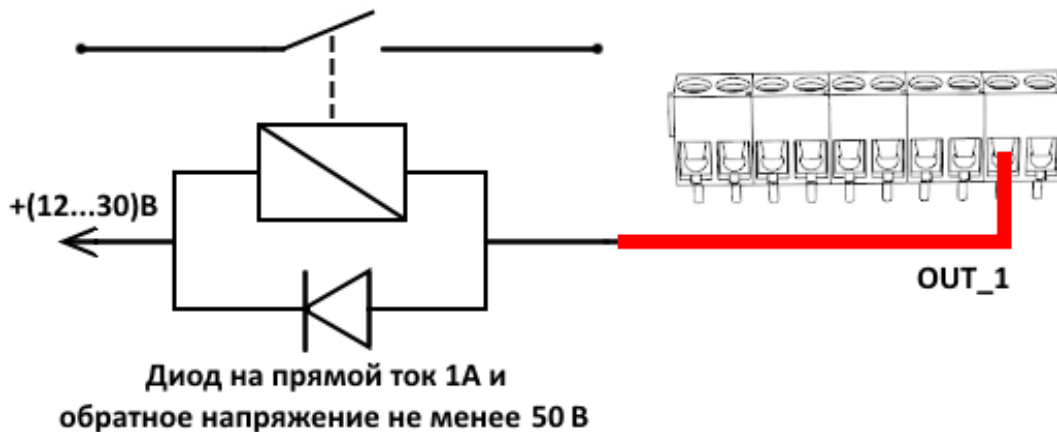 +(12...30)В
OUT_1
Диод на прямой ток 1А и
обратное напряжение не менее 50 В